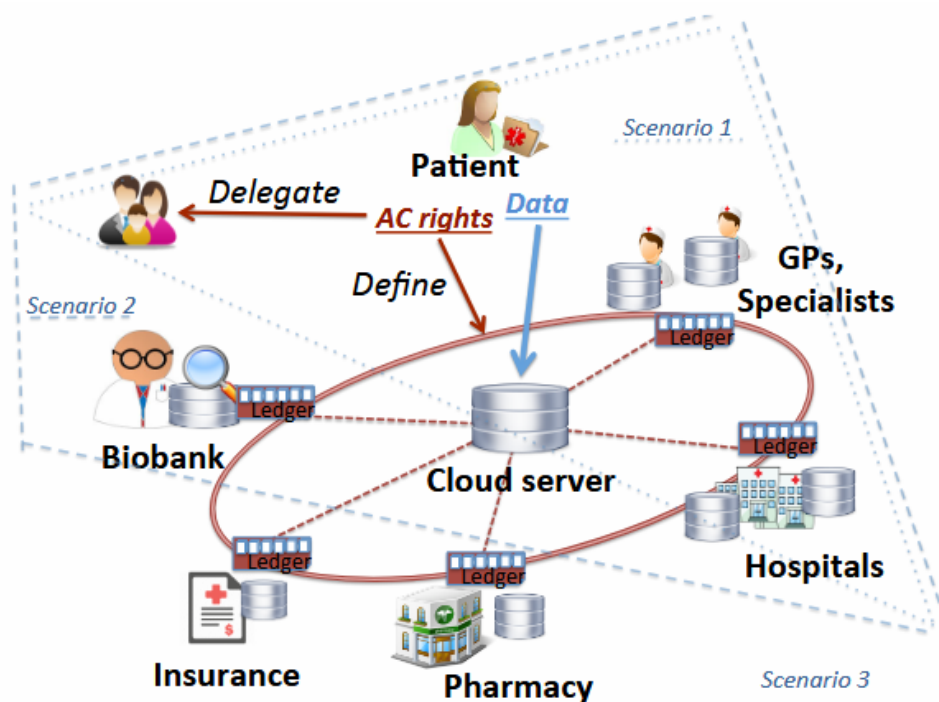 Scenario 1
Patient
Delegate
AC rights
Data
GPs,
Specialists
Define
Scenario 2
Ledger
Ledger
Ledger
Biobank
Cloud server
Ledger
Ledger
Hospitals
Insurance
Pharmacy
Scenario 3
$